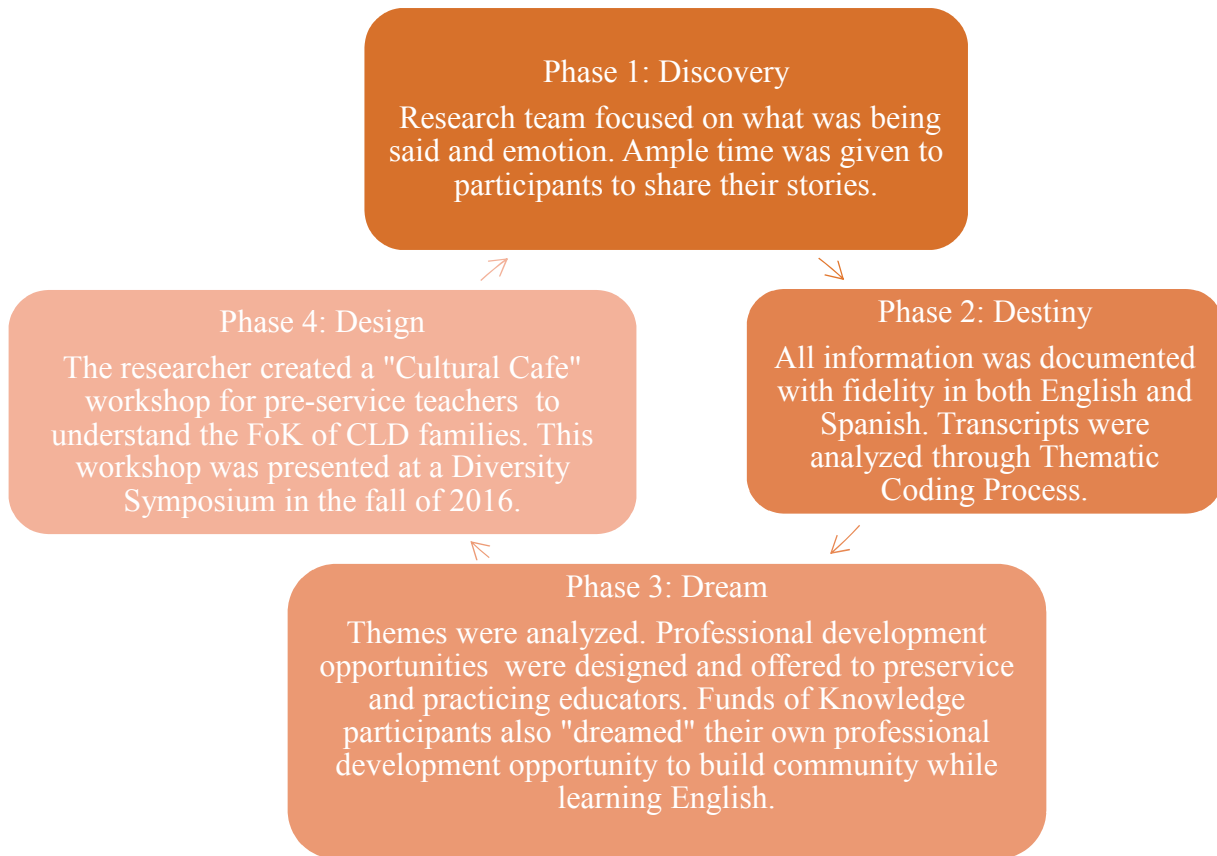 Phase 1: Discovery
Research team focused on what was being
said and emotion. Ample time was given to
participants to share their stories.
Phase 2: Destiny
All information was documented
with fidelity in both English and
Spanish. Transcripts were
analyzed through Thematic
Coding Process.
Phase 3: Dream
Themes were analyzed. Professional development
opportunities were designed and offered to preservice
and practicing educators. Funds of Knowledge
participants also "dreamed" their own professional
development opportunity to build community while
learning English.
Phase 4: Design
The researcher created a "Cultural Cafe"
workshop for pre-service teachers to
understand the FoK of CLD families. This
workshop was presented at a Diversity
Symposium in the fall of 2016.